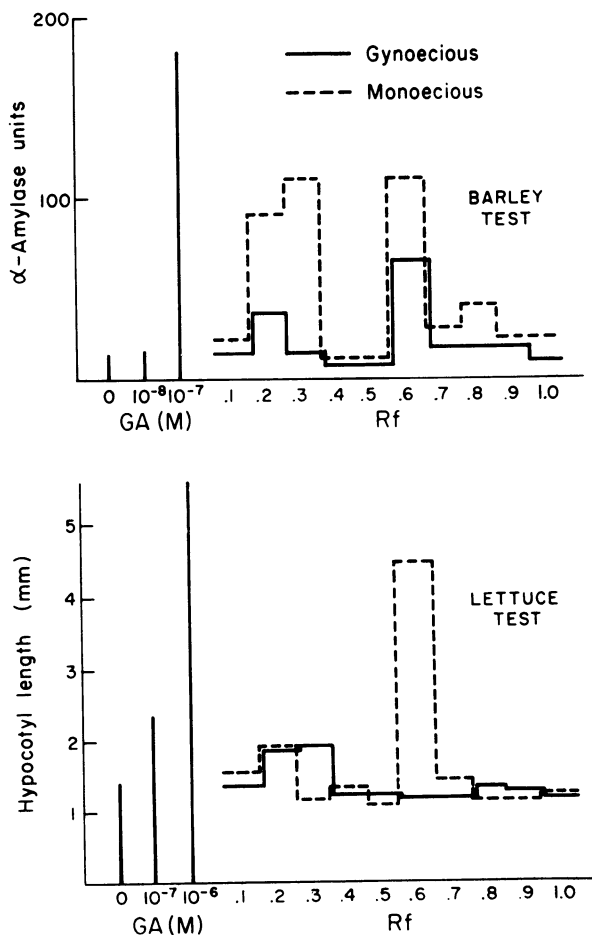 200
100
α-Amylase units
Gynoecious
Monoecious
BARLEY
TEST
0 10⁻⁸ 10⁻⁷ .1 .2 .3 .4 .5 .6 .7 .8 .9 1.0
GA (M) Rf
5
4
3
2
1
Hypocotyl length (mm)
LETTUCE
TEST
0 10⁻⁷ 10⁻⁶ .1 .2 .3 .4 .5 .6 .7 .8 .9 1.0
GA (M) Rf